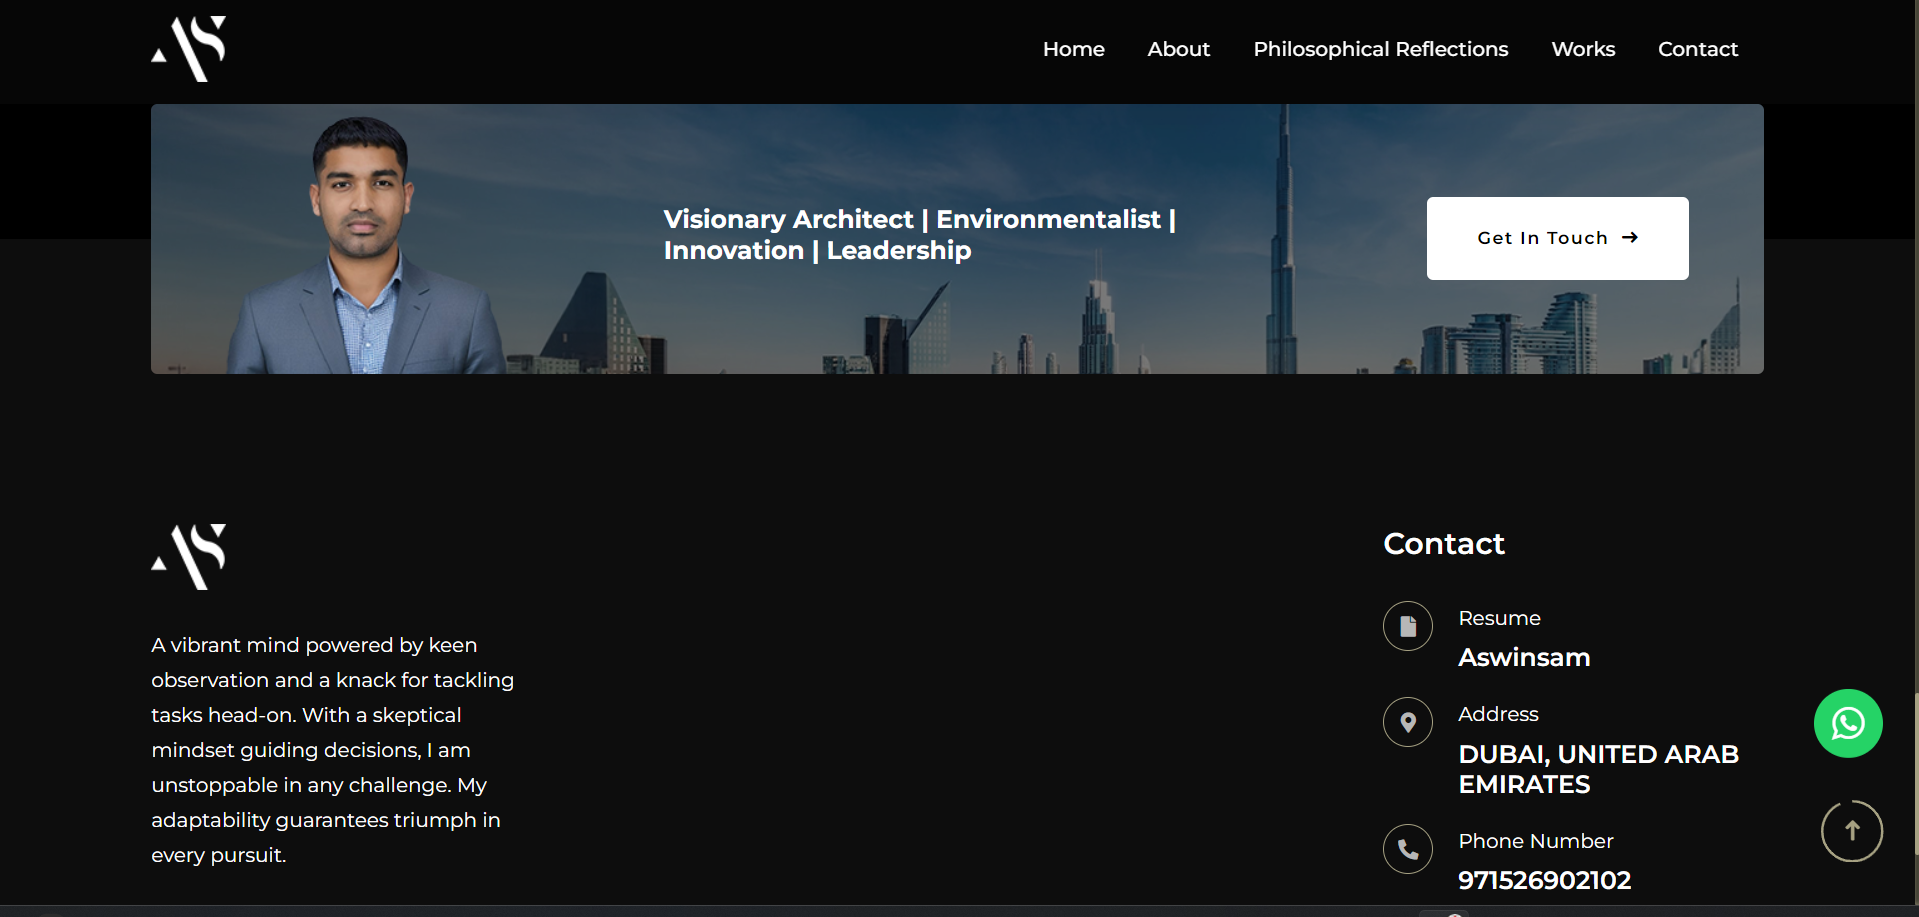 AS
Home About Philosophical Reflections Works Contact
Visionary Architect | Environmentalist |
Innovation | Leadership
Get In Touch →
AS
A vibrant mind powered by keen
observation and a knack for tackling
tasks head-on. With a skeptical
mindset guiding decisions, I am
unstoppable in any challenge. My
adaptability guarantees triumph in
every pursuit.
Contact
Resume
Aswinsam
Address
DUBAI, UNITED ARAB
EMIRATES
Phone Number
971526902102